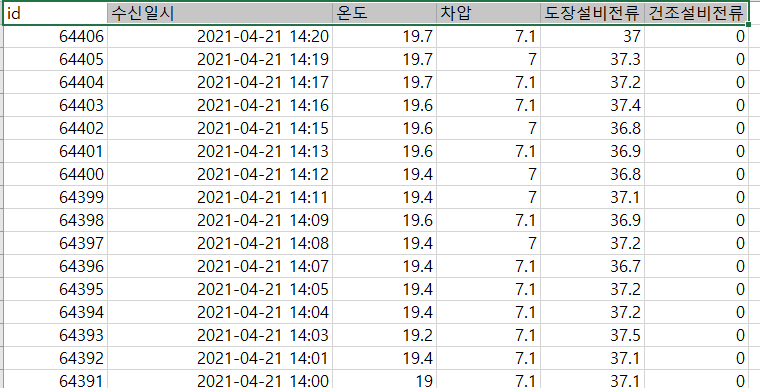 id 수신일시 온도 차압 도장설비전류 건조설비전류
64406 2021-04-21 14:20 19.7 7.1 37 0
64405 2021-04-21 14:19 19.7 7 37.3 0
64404 2021-04-21 14:17 19.7 7.1 37.2 0
64403 2021-04-21 14:16 19.6 7.1 37.4 0
64402 2021-04-21 14:15 19.6 7 36.8 0
64401 2021-04-21 14:13 19.6 7.1 36.9 0
64400 2021-04-21 14:12 19.4 7 36.8 0
64399 2021-04-21 14:11 19.4 7 37.1 0
64398 2021-04-21 14:09 19.6 7.1 36.9 0
64397 2021-04-21 14:08 19.4 7 37.2 0
64396 2021-04-21 14:07 19.4 7.1 36.7 0
64395 2021-04-21 14:05 19.4 7.1 37.2 0
64394 2021-04-21 14:04 19.4 7.1 37.2 0
64393 2021-04-21 14:03 19.2 7.1 37.5 0
64392 2021-04-21 14:01 19.4 7.1 37.1 0
64391 2021-04-21 14:00 19 7.1 37.1 0